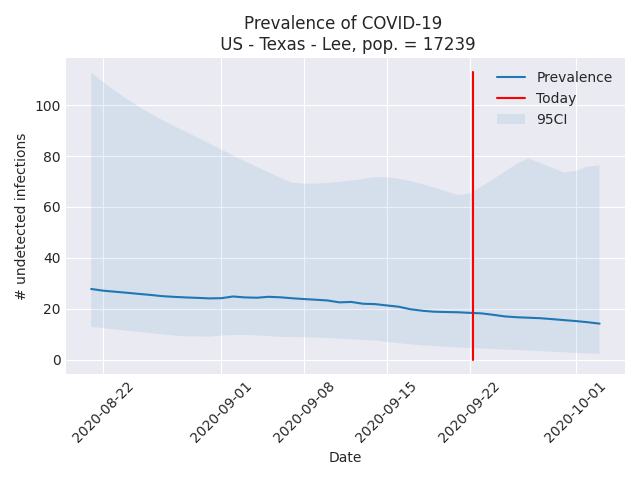 Prevalence of COVID-19
US - Texas - Lee, pop. = 17239
Prevalence
Today
95CI
# undetected infections
100
80
60
40
20
0
2020-08-22
2020-09-01
2020-09-08
2020-09-15
2020-09-22
2020-10-01
Date